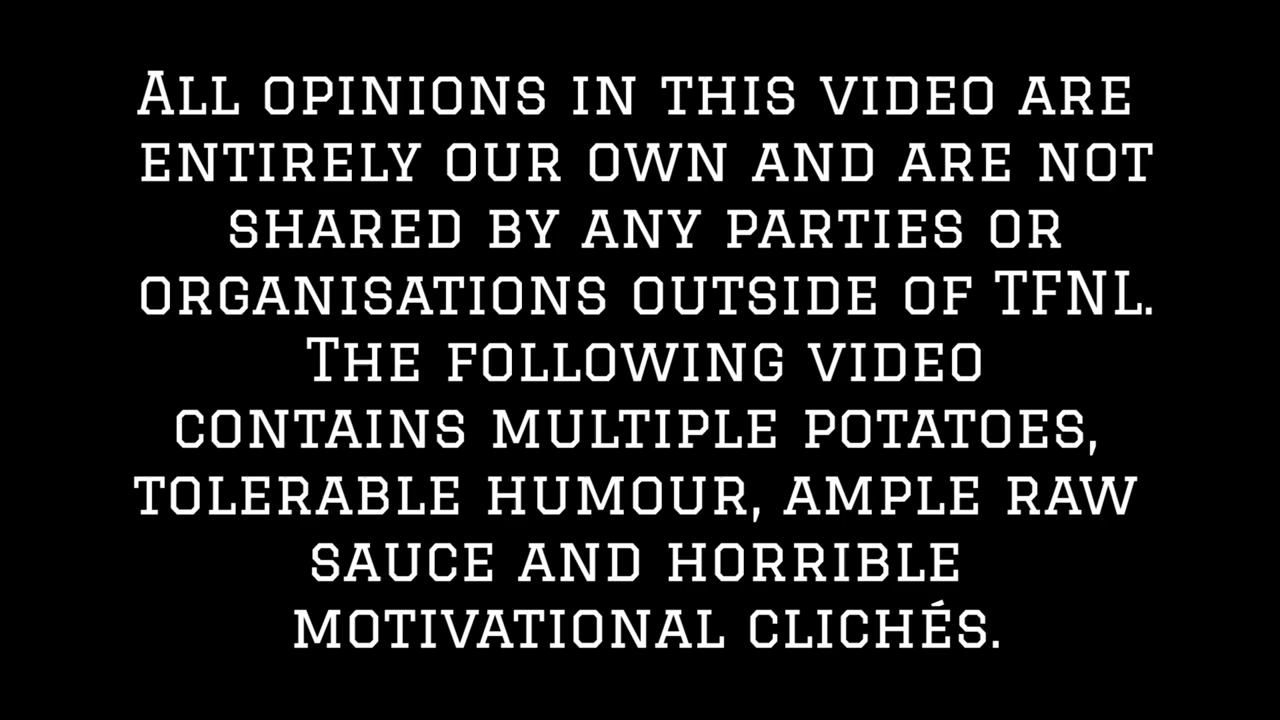 All opinions in this video are
entirely our own and are not
shared by any parties or
organisations outside of TFNL.
The following video
contains multiple potatoes,
tolerable humour, ample raw
sauce and horrible
motivational clichés.